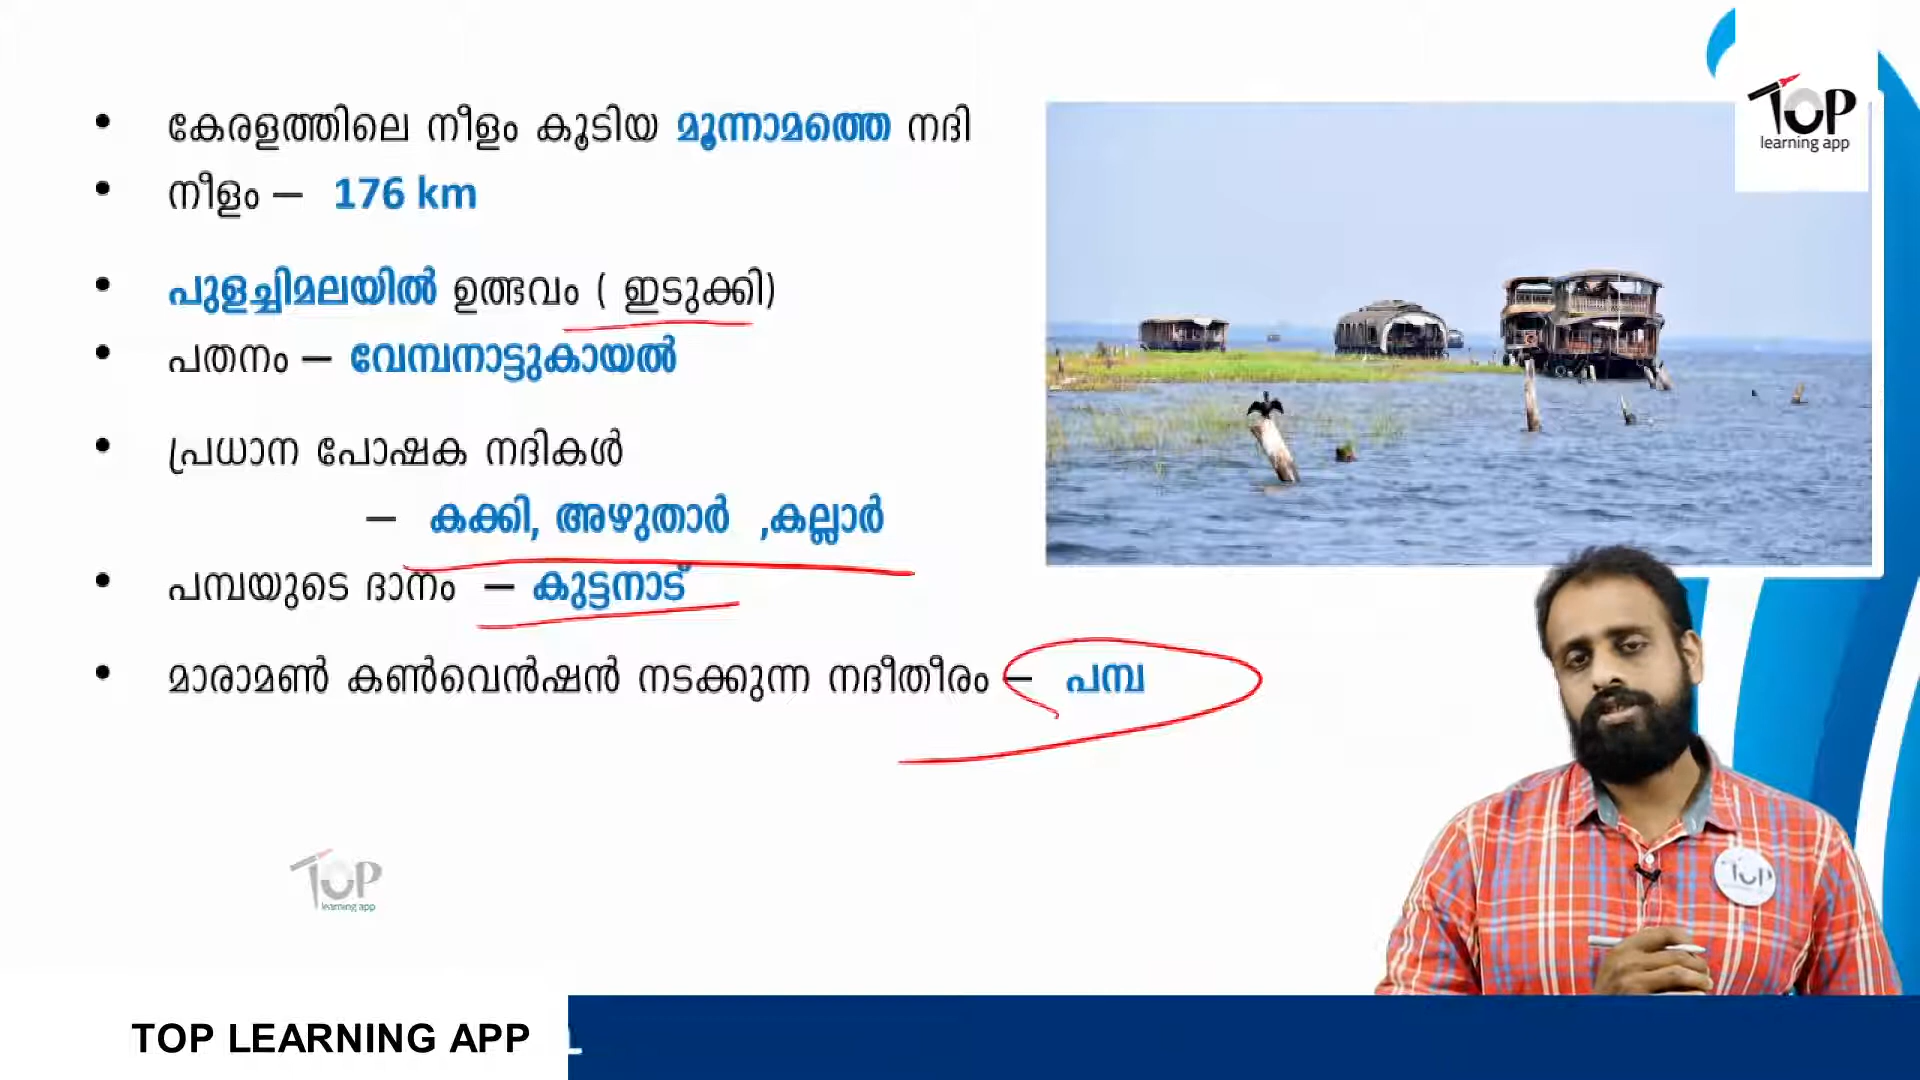 TOP
learning app
• കേരളത്തിലെ നീളം കൂടിയ മൂന്നാമത്തെ നദി
• നീളം – 176 km
• പുളച്ചിമലയിൽ ഉത്ഭവം ( ഇടുക്കി)
• പതനം – വേമ്പനാട്ടുകായൽ
• പ്രധാന പോഷക നദികൾ
– കക്കി, അഴുതാർ ,കല്ലാർ
• പമ്പയുടെ ദാനം – കുട്ടനാട്
• മാരാമൺ കൺവെൻഷൻ നടക്കുന്ന നദീതീരം – പമ്പ
TOP
learning app
TOP
TOP LEARNING APP